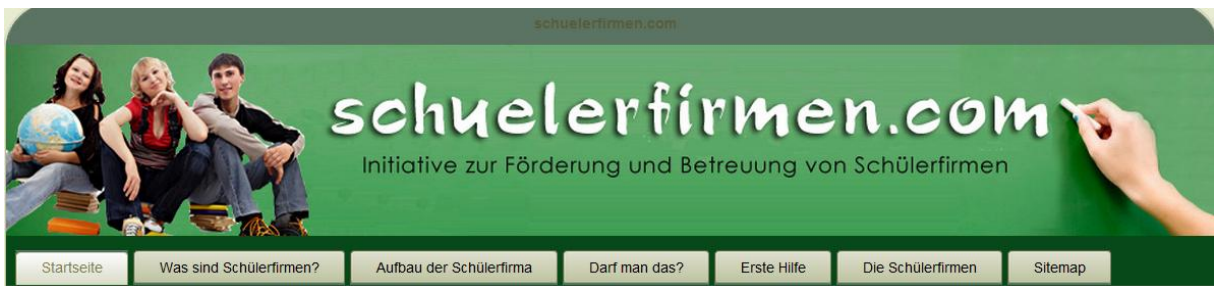 schuelerfirmen.com
schuelerfirmen.com
Initiative zur Förderung und Betreuung von Schülerfirmen
Startseite Was sind Schülerfirmen? Aufbau der Schülerfirma Darf man das? Erste Hilfe Die Schülerfirmen Sitemap